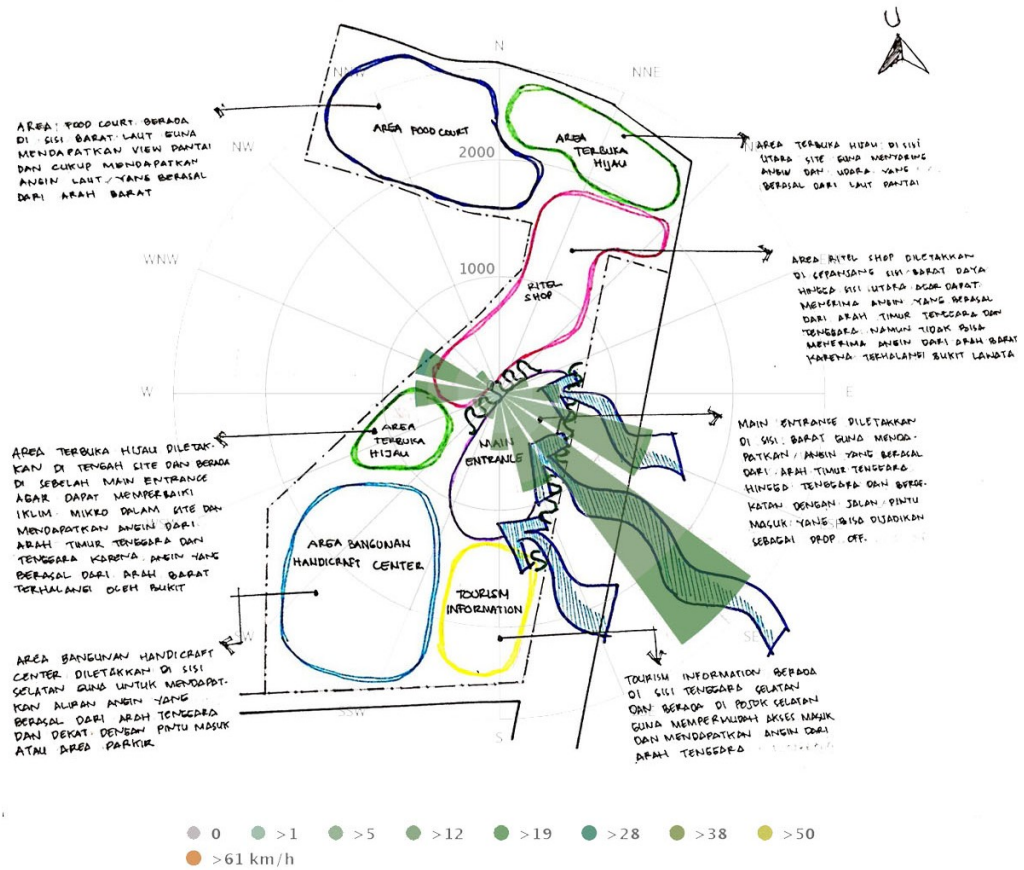 U
N
NNW
NNE
NW
WNW
W
E
SE
SW
SSW
S
2000
1000
AREA FOOD COURT
AREA
TERBUKA
HIJAU
RITEL
SHOP
AREA
TERBUKA
HIJAU
MAIN
ENTRANCE
AREA BANGUNAN
HANDICRAFT CENTER
TOURISM
INFORMATION
AREA FOOD COURT BERADA
DI SISI BARAT LAUT GUNA
MENDAPATKAN VIEW PANTAI
DAN CUKUP MENDAPATKAN
ANGIN LAUT YANG BERASAL
DARI ARAH BARAT
AREA TERBUKA HIJAU DI SISI
UTARA SITE GUNA MENYARING
ANGIN DAN UDARA YANG
BERASAL DARI LAUT PANTAI
AREA RITEL SHOP DILETAKKAN
DI SEPANJANG SISI BARAT DAYA
HINGGA SISI UTARA AGAR DAPAT
MENERIMA ANGIN YANG BERASAL
DARI ARAH TIMUR TENGGARA DAN
TENGGARA NAMUN TIDAK BISA
MENERIMA ANGIN DARI ARAH BARAT
KARENA TERHALANGI BUKIT
AREA TERBUKA HIJAU DILETAK-
KAN DI TENGAH SITE DAN BERADA
DI SEBELAH MAIN ENTRANCE
AGAR DAPAT MEMPERBAIKI
IKLIM MIKRO DALAM SITE DAN
MENDAPATKAN ANGIN DARI
ARAH TIMUR TENGGARA DAN
TENGGARA KARENA ANGIN YANG
BERASAL DARI ARAH BARAT
TERHALANGI OLEH BUKIT
MAIN ENTRANSE DILETAKKAN
DI SISI BARAT GUNA MENDA-
PATKAN ANGIN YANG BERASAL
DARI ARAH TIMUR TENGGARA
HINGGA TENGGARA DAN BERDE-
KATAN DENGAN JALAN PINTU
MASUK YANG BISA DIJADIKAN
SEBAGAI DROP OFF.
AREA BANGUNAN HANDICRAFT
CENTER DILETAKKAN DI SISI
SELATAN GUNA UNTUK MENDAPAT-
KAN ALIRAN ANGIN YANG
BERASAL DARI ARAH TENGGARA
DAN DEKAT DENGAN PINTU MASUK
ATAU AREA PARKIR
TOURISM INFORMATION BERADA
DI SISI TENGGARA SELATAN
DAN BERADA DI POJOK SELATAN
GUNA MEMPERMUDAH AKSES MASUK
DAN MENDAPATKAN ANGIN DARI
ARAH TENGGARA
0
>1
>5
>12
>19
>28
>38
>50
>61 km/h